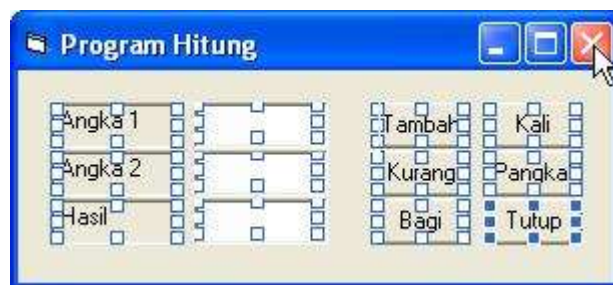 Program Hitung
Angka 1 Tambah Kali
Angka 2 Kurang Pangkat
Hasil Bagi Tutup